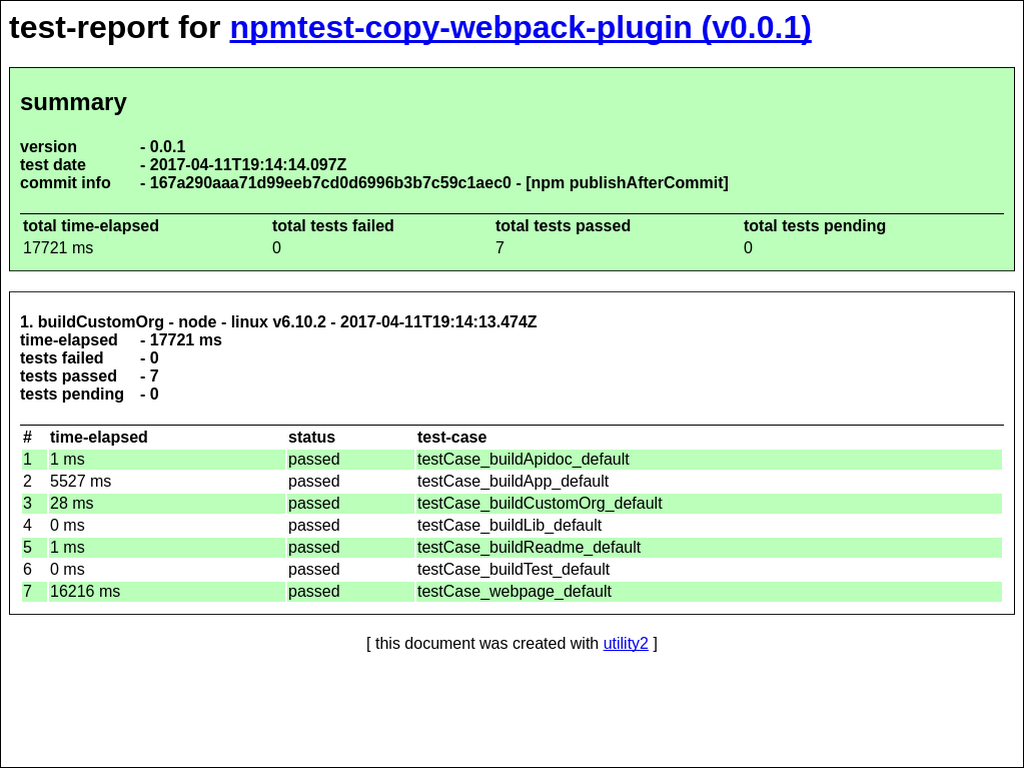 test-report for npmtest-copy-webpack-plugin (v0.0.1)
summary
version - 0.0.1
test date - 2017-04-11T19:14:14.097Z
commit info - 167a290aaa71d99eeb7cd0d6996b3b7c59c1aec0 - [npm publishAfterCommit]
total time-elapsed total tests failed total tests passed total tests pending
17721 ms 0 7 0
1. buildCustomOrg - node - linux v6.10.2 - 2017-04-11T19:14:13.474Z
time-elapsed - 17721 ms
tests failed - 0
tests passed - 7
tests pending - 0
# time-elapsed status test-case
1 1 ms passed testCase_buildApidoc_default
2 5527 ms passed testCase_buildApp_default
3 28 ms passed testCase_buildCustomOrg_default
4 0 ms passed testCase_buildLib_default
5 1 ms passed testCase_buildReadme_default
6 0 ms passed testCase_buildTest_default
7 16216 ms passed testCase_webpage_default
[ this document was created with utility2 ]